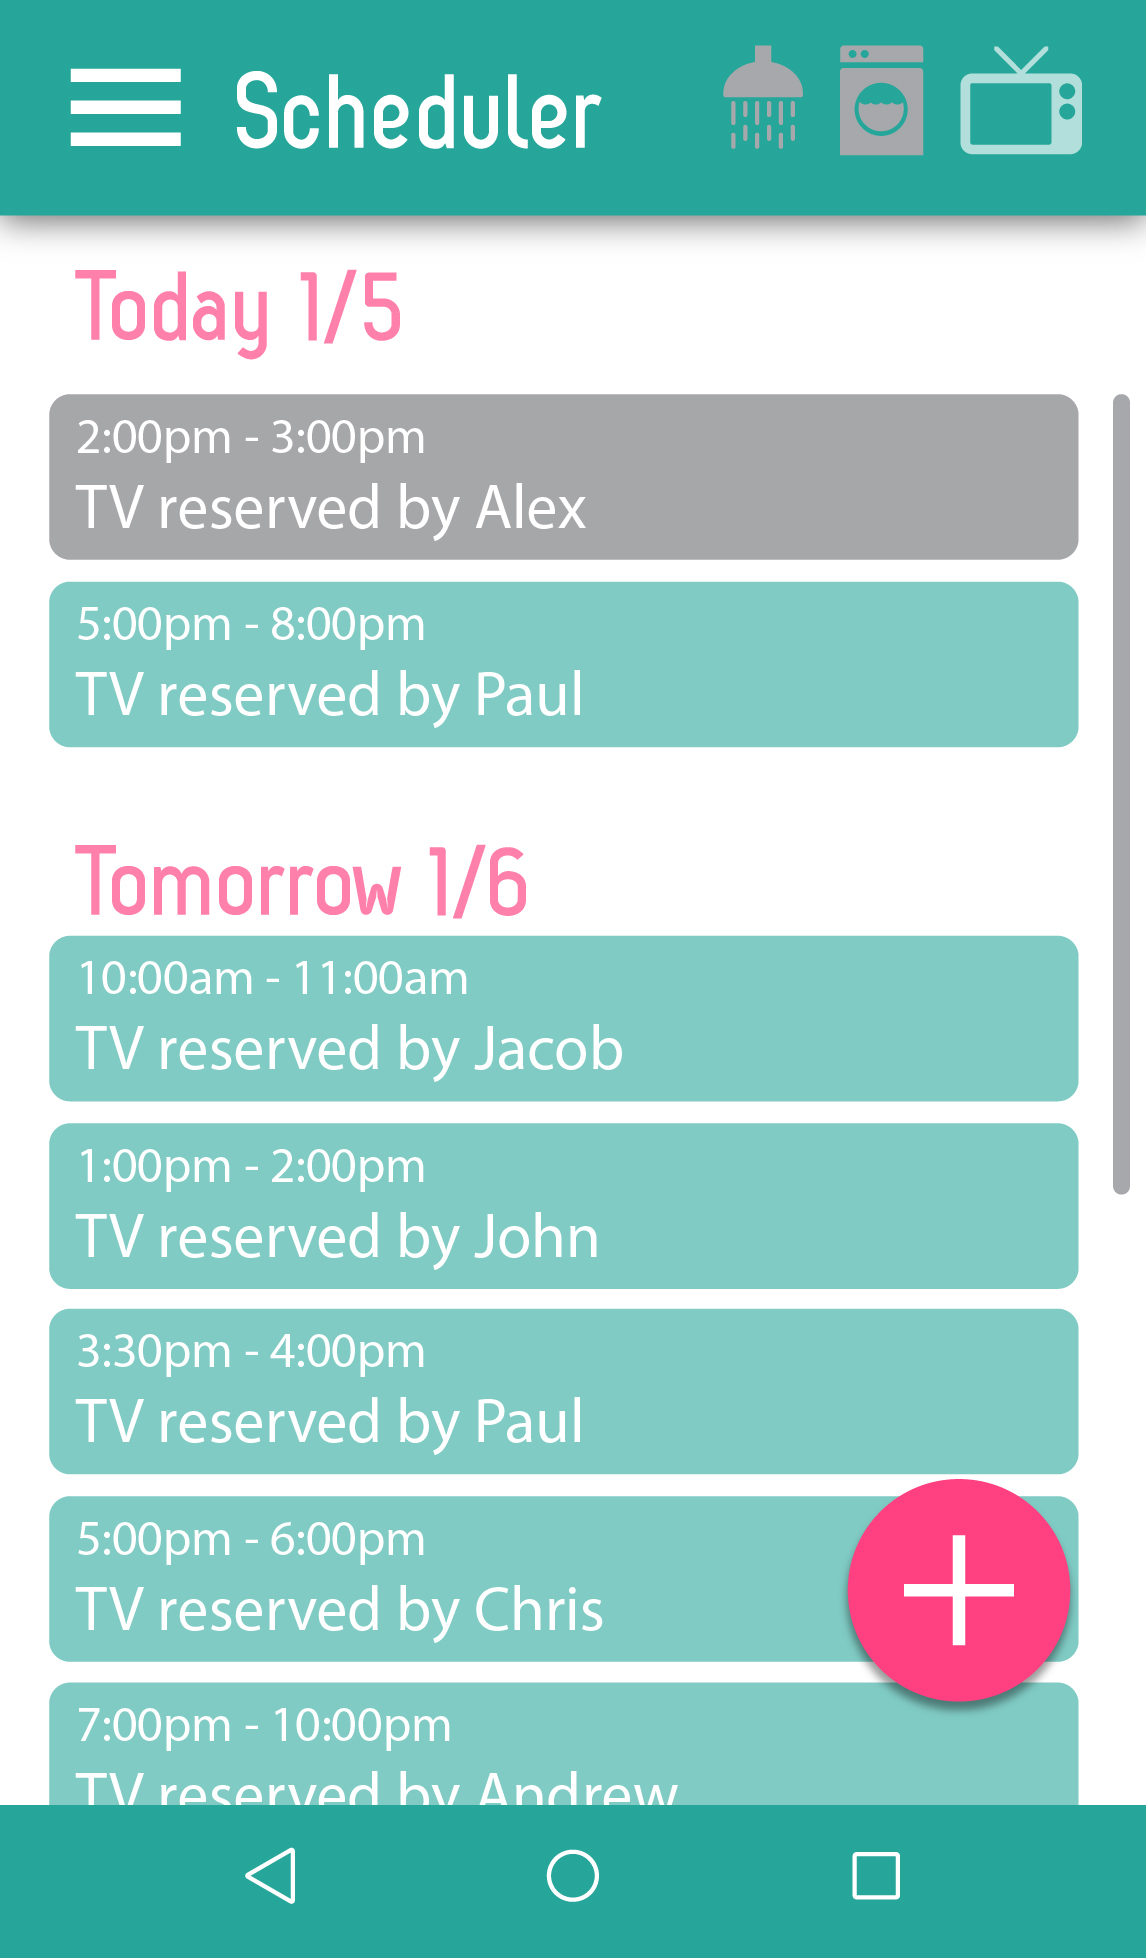 Scheduler
Today 1/5
2:00pm - 3:00pm
TV reserved by Alex
5:00pm - 8:00pm
TV reserved by Paul
Tomorrow 1/6
10:00am - 11:00am
TV reserved by Jacob
1:00pm - 2:00pm
TV reserved by John
3:30pm - 4:00pm
TV reserved by Paul
5:00pm - 6:00pm
TV reserved by Chris
7:00pm - 10:00pm
TV reserved by Andrew